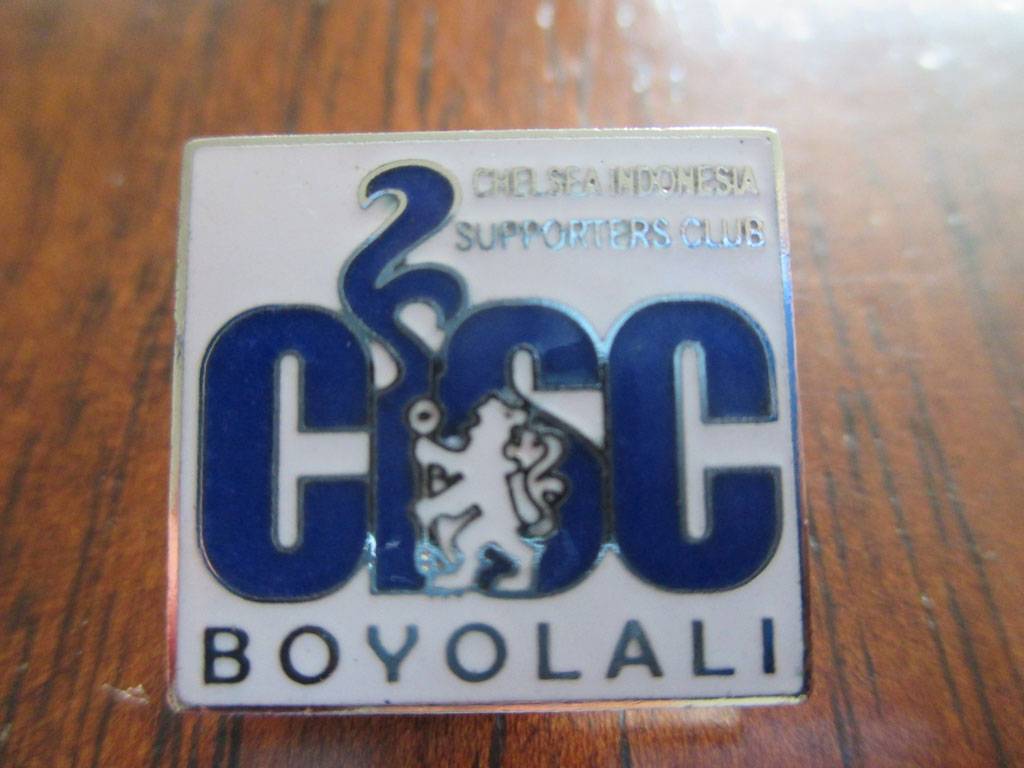 CHELSEA INDONESIA
SUPPORTERS CLUB
CISC
BOYOLALI